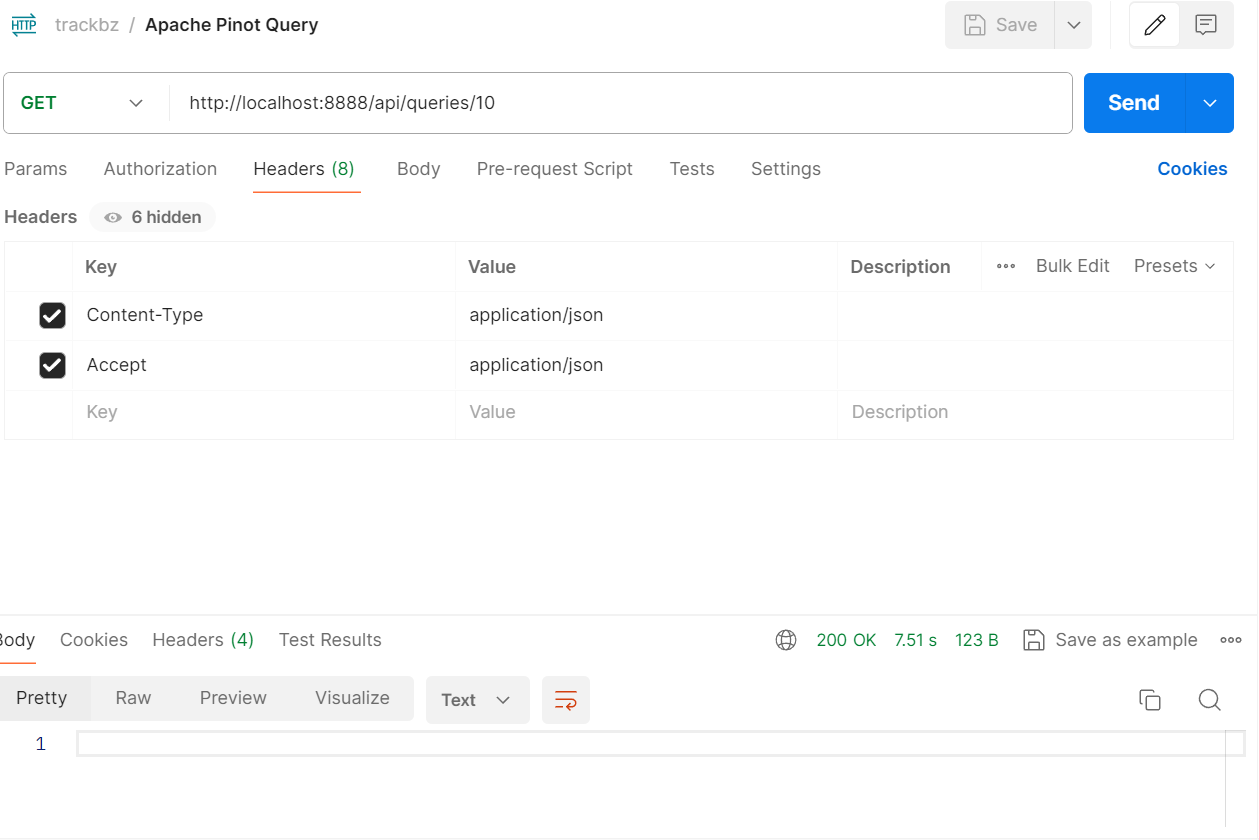 HTTP trackbz / Apache Pinot Query Save
GET http://localhost:8888/api/queries/10 Send
Params Authorization Headers (8) Body Pre-request Script Tests Settings Cookies
Headers 6 hidden
Key Value Description ••• Bulk Edit Presets
Content-Type application/json
Accept application/json
Key Value Description
Body Cookies Headers (4) Test Results 200 OK 7.51 s 123 B Save as example
Pretty Raw Preview Visualize Text
1